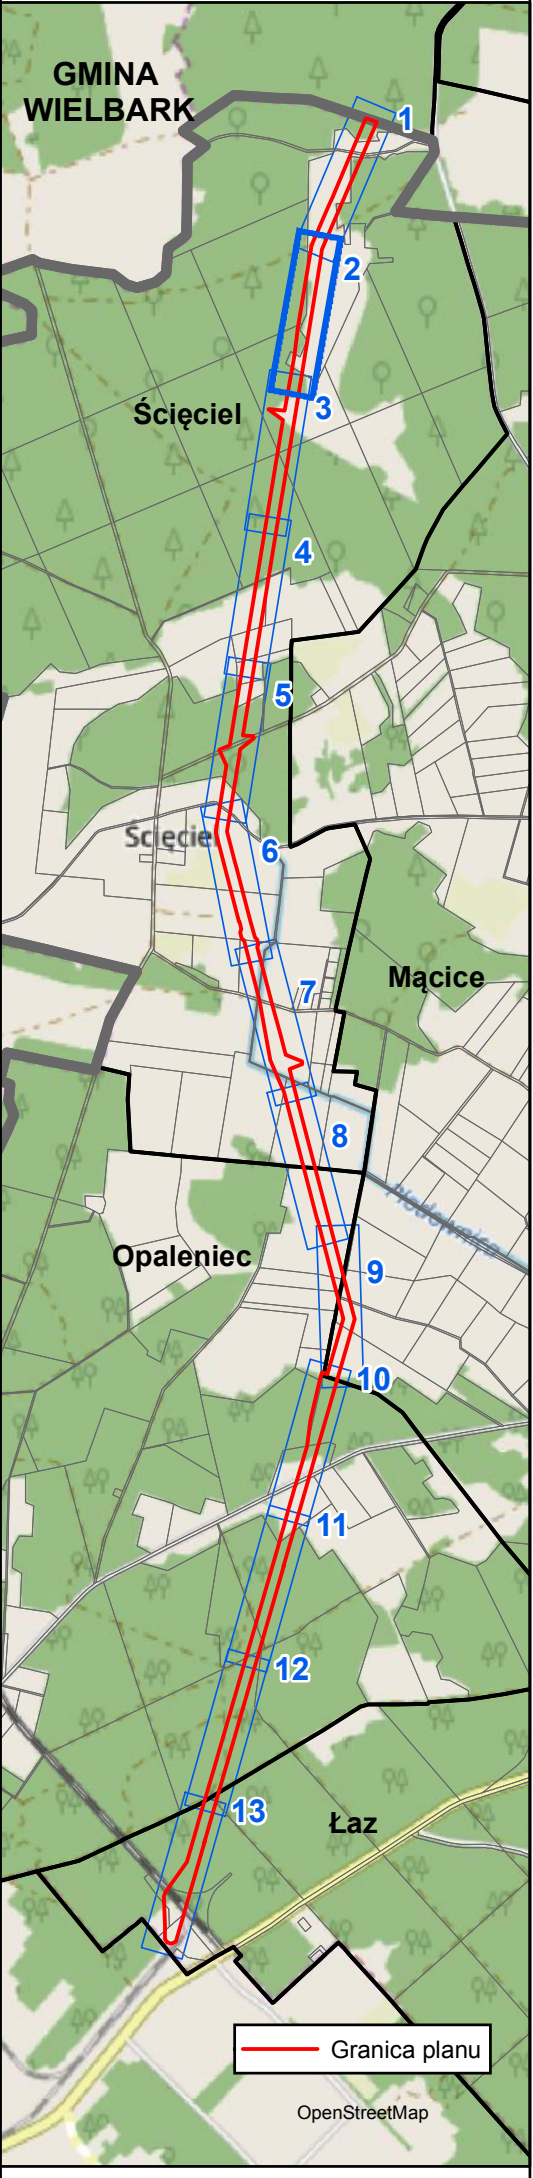 GMINA
WIELBARK
1
2
3
Ścięciel
4
5
Ścięciel
6
Mącice
7
8
Opaleniec
9
10
11
12
13
Łaz
Granica planu
OpenStreetMap